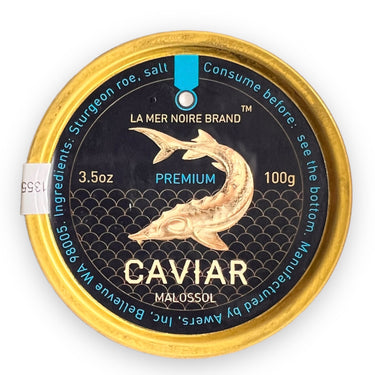 Ingredients: Sturgeon roe, salt
Consume before: see the bottom
Manufactured by Awers, Inc, Bellevue WA 98005.
LA MER NOIRE BRAND™
3.5oz PREMIUM 100g
CAVIAR
MALOSSOL
1355